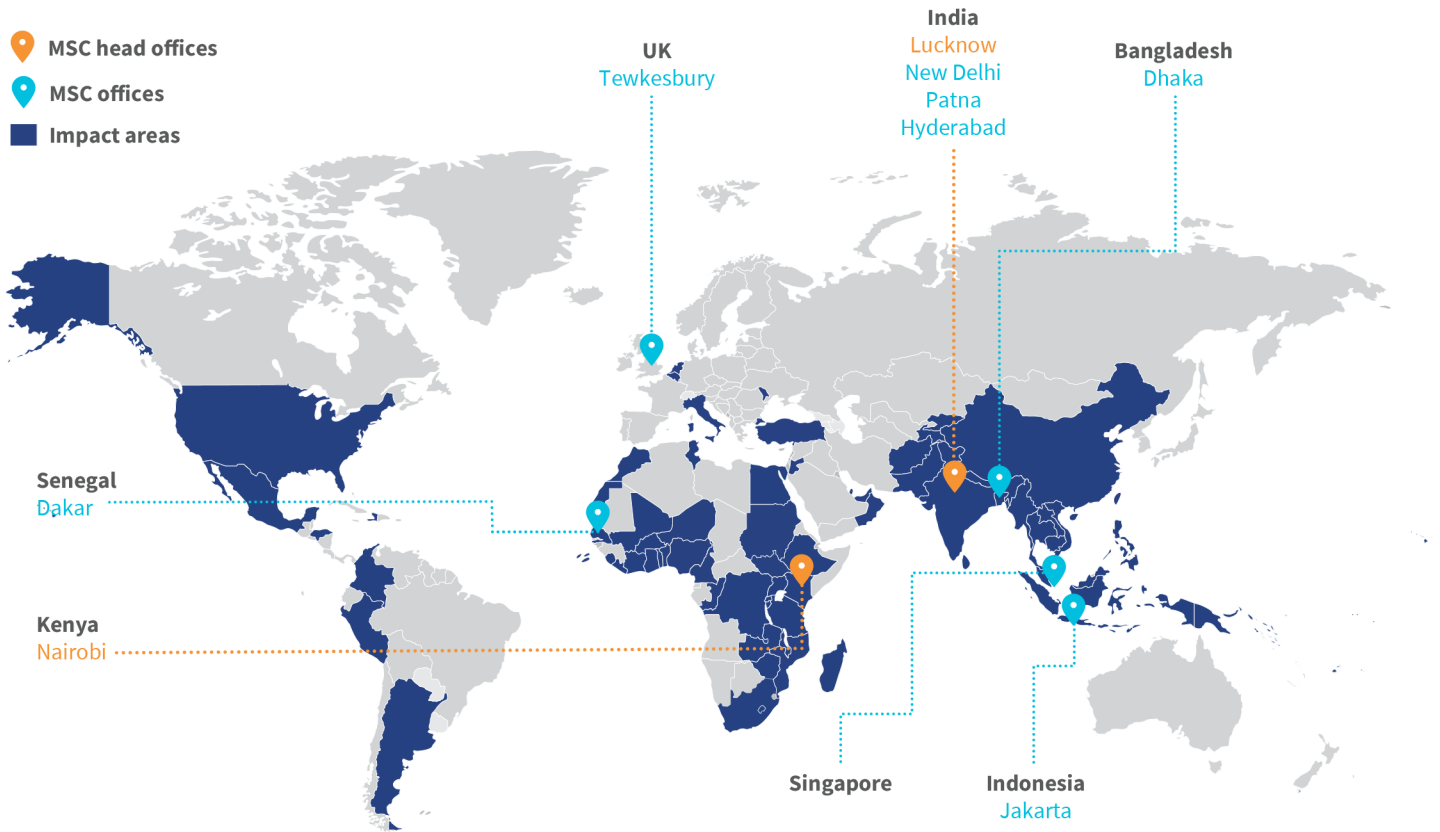 MSC head offices
MSC offices
Impact areas
UK
Tewkesbury
India
Lucknow
New Delhi
Patna
Hyderabad
Bangladesh
Dhaka
Senegal
Dakar
Kenya
Nairobi
Singapore
Indonesia
Jakarta